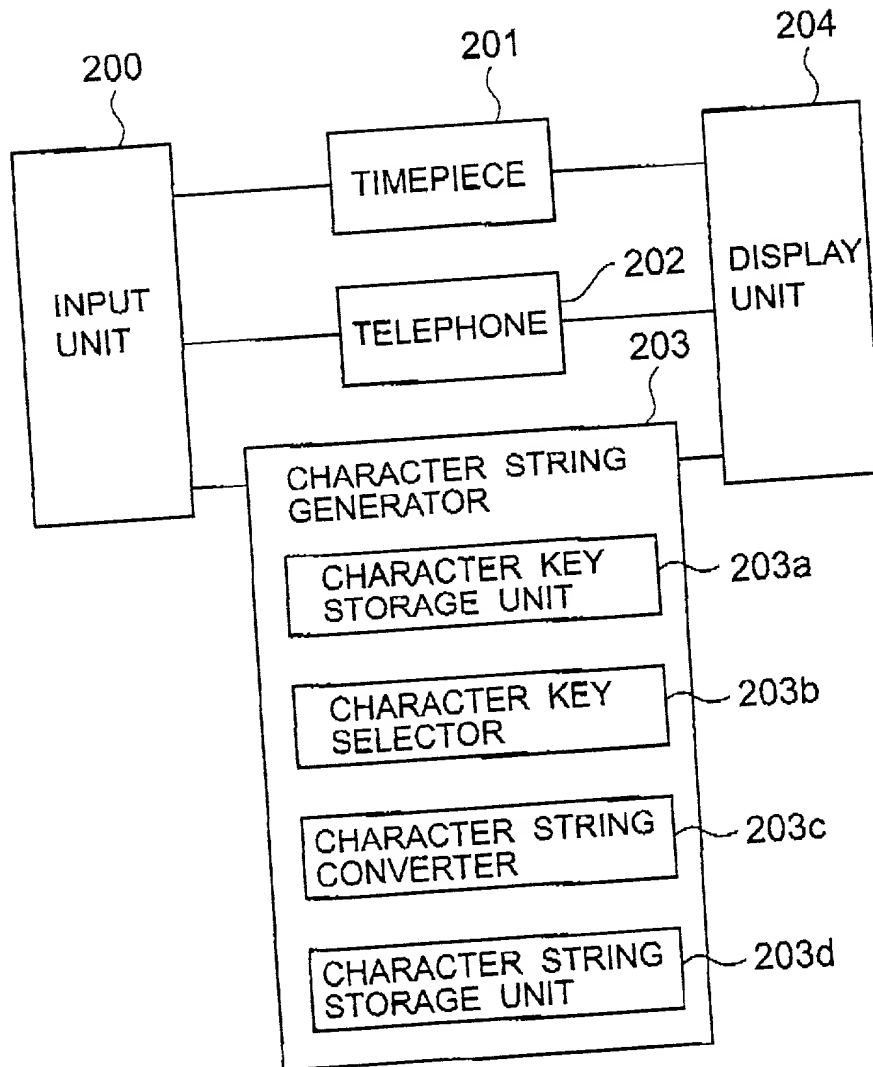 200
201
204
TIMEPIECE
202
INPUT
UNIT
TELEPHONE
DISPLAY
UNIT
203
CHARACTER STRING
GENERATOR
CHARACTER KEY
STORAGE UNIT
203a
CHARACTER KEY
SELECTOR
203b
CHARACTER STRING
CONVERTER
203c
CHARACTER STRING
STORAGE UNIT
203d